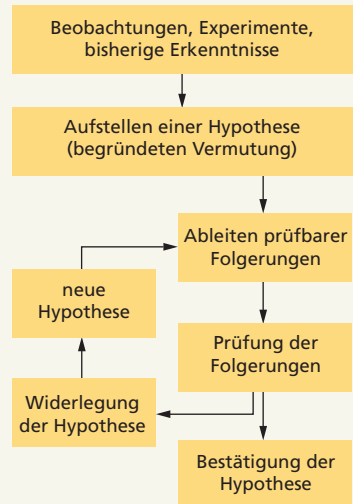 Beobachtungen, Experimente,
bisherige Erkenntnisse
Aufstellen einer Hypothese
(begründeten Vermutung)
Ableiten prüfbarer
Folgerungen
neue
Hypothese
Prüfung der
Folgerungen
Widerlegung
der Hypothese
Bestätigung der
Hypothese